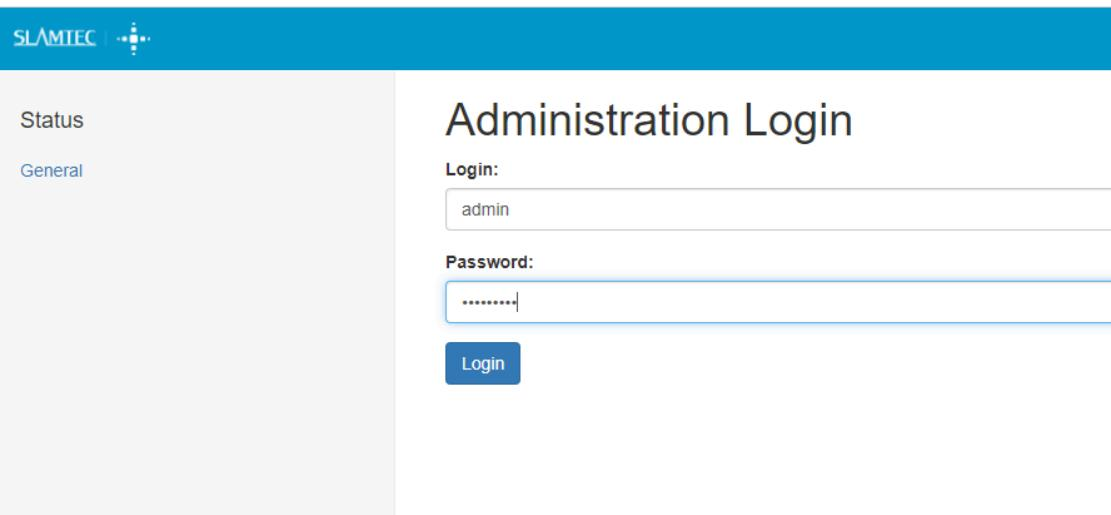 SLAMTEC
Status
General
Administration Login
Login:
admin
Password:
•••••••••
Login